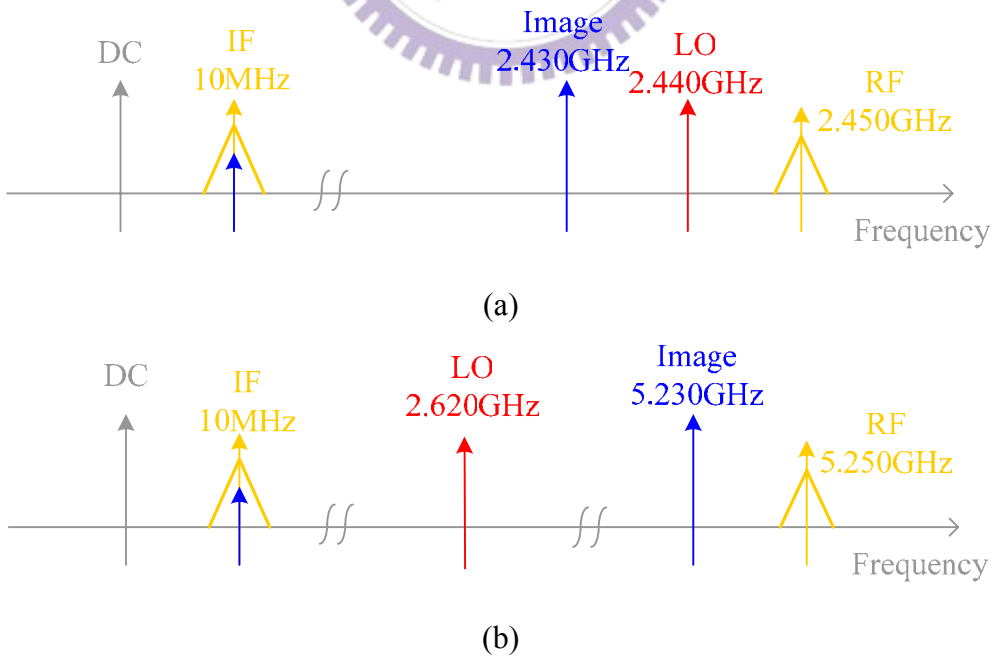 DC
IF
10MHz
Image
2.430GHz
LO
2.440GHz
RF
2.450GHz
Frequency
(a)
DC
IF
10MHz
LO
2.620GHz
Image
5.230GHz
RF
5.250GHz
Frequency
(b)